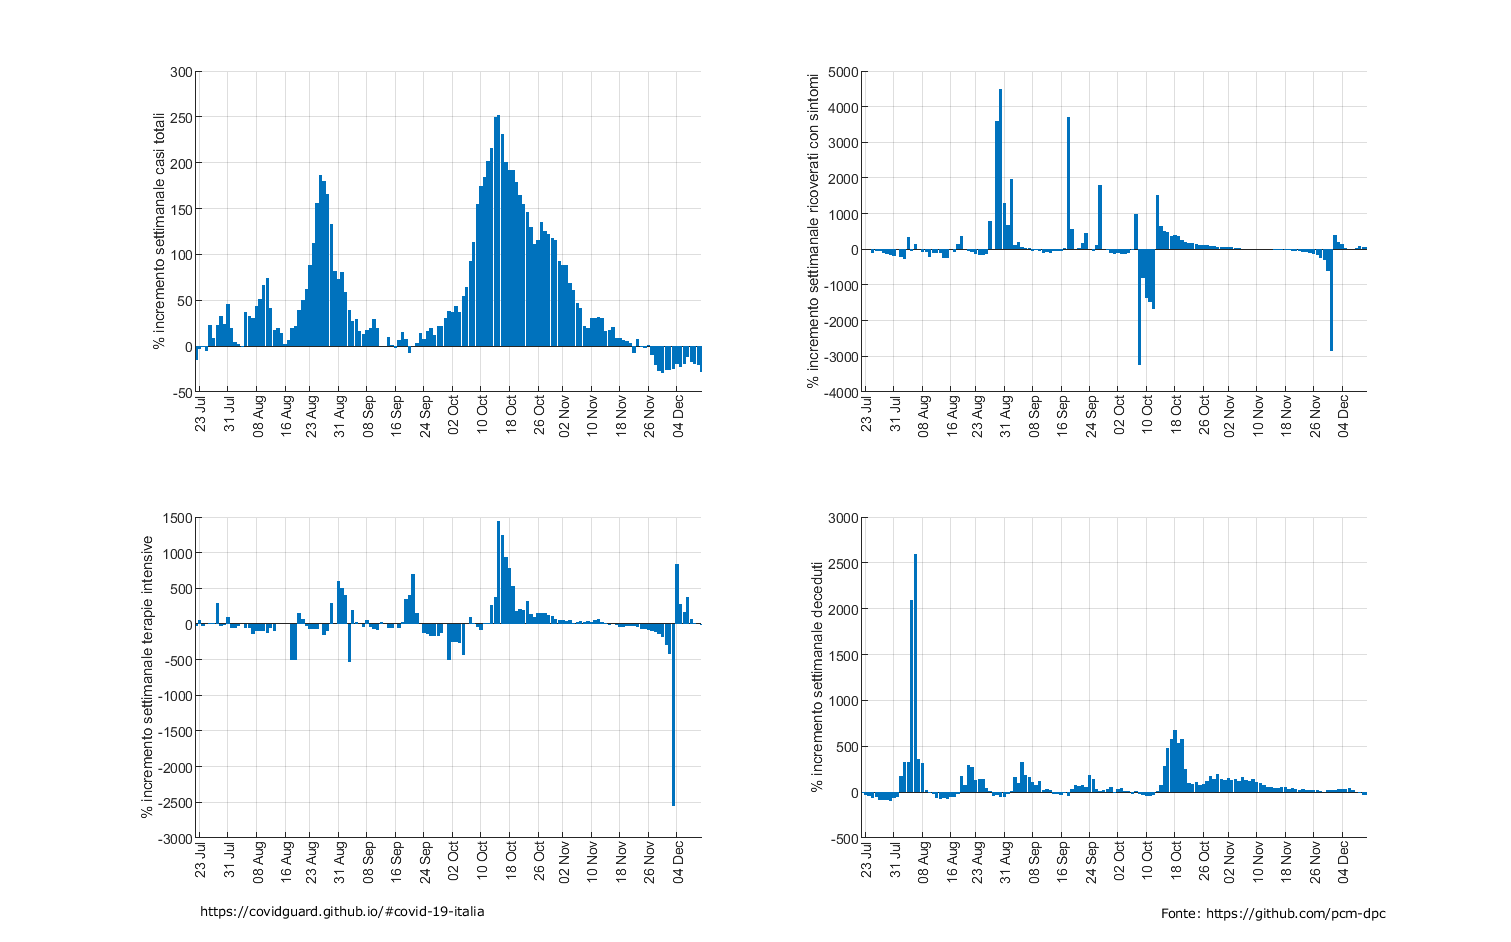 % incremento settimanale casi totali
300
250
200
150
100
50
0
-50
23 Jul
31 Jul
08 Aug
16 Aug
23 Aug
31 Aug
08 Sep
16 Sep
24 Sep
02 Oct
10 Oct
18 Oct
26 Oct
02 Nov
10 Nov
18 Nov
26 Nov
04 Dec
% incremento settimanale ricoverati con sintomi
5000
4000
3000
2000
1000
0
-1000
-2000
-3000
-4000
23 Jul
31 Jul
08 Aug
16 Aug
23 Aug
31 Aug
08 Sep
16 Sep
24 Sep
02 Oct
10 Oct
18 Oct
26 Oct
02 Nov
10 Nov
18 Nov
26 Nov
04 Dec
% incremento settimanale terapie intensive
1500
1000
500
0
-500
-1000
-1500
-2000
-2500
-3000
23 Jul
31 Jul
08 Aug
16 Aug
23 Aug
31 Aug
08 Sep
16 Sep
24 Sep
02 Oct
10 Oct
18 Oct
26 Oct
02 Nov
10 Nov
18 Nov
26 Nov
04 Dec
% incremento settimanale deceduti
3000
2500
2000
1500
1000
500
0
-500
23 Jul
31 Jul
08 Aug
16 Aug
23 Aug
31 Aug
08 Sep
16 Sep
24 Sep
02 Oct
10 Oct
18 Oct
26 Oct
02 Nov
10 Nov
18 Nov
26 Nov
04 Dec
https://covidguard.github.io/#covid-19-italia
Fonte: https://github.com/pcm-dpc